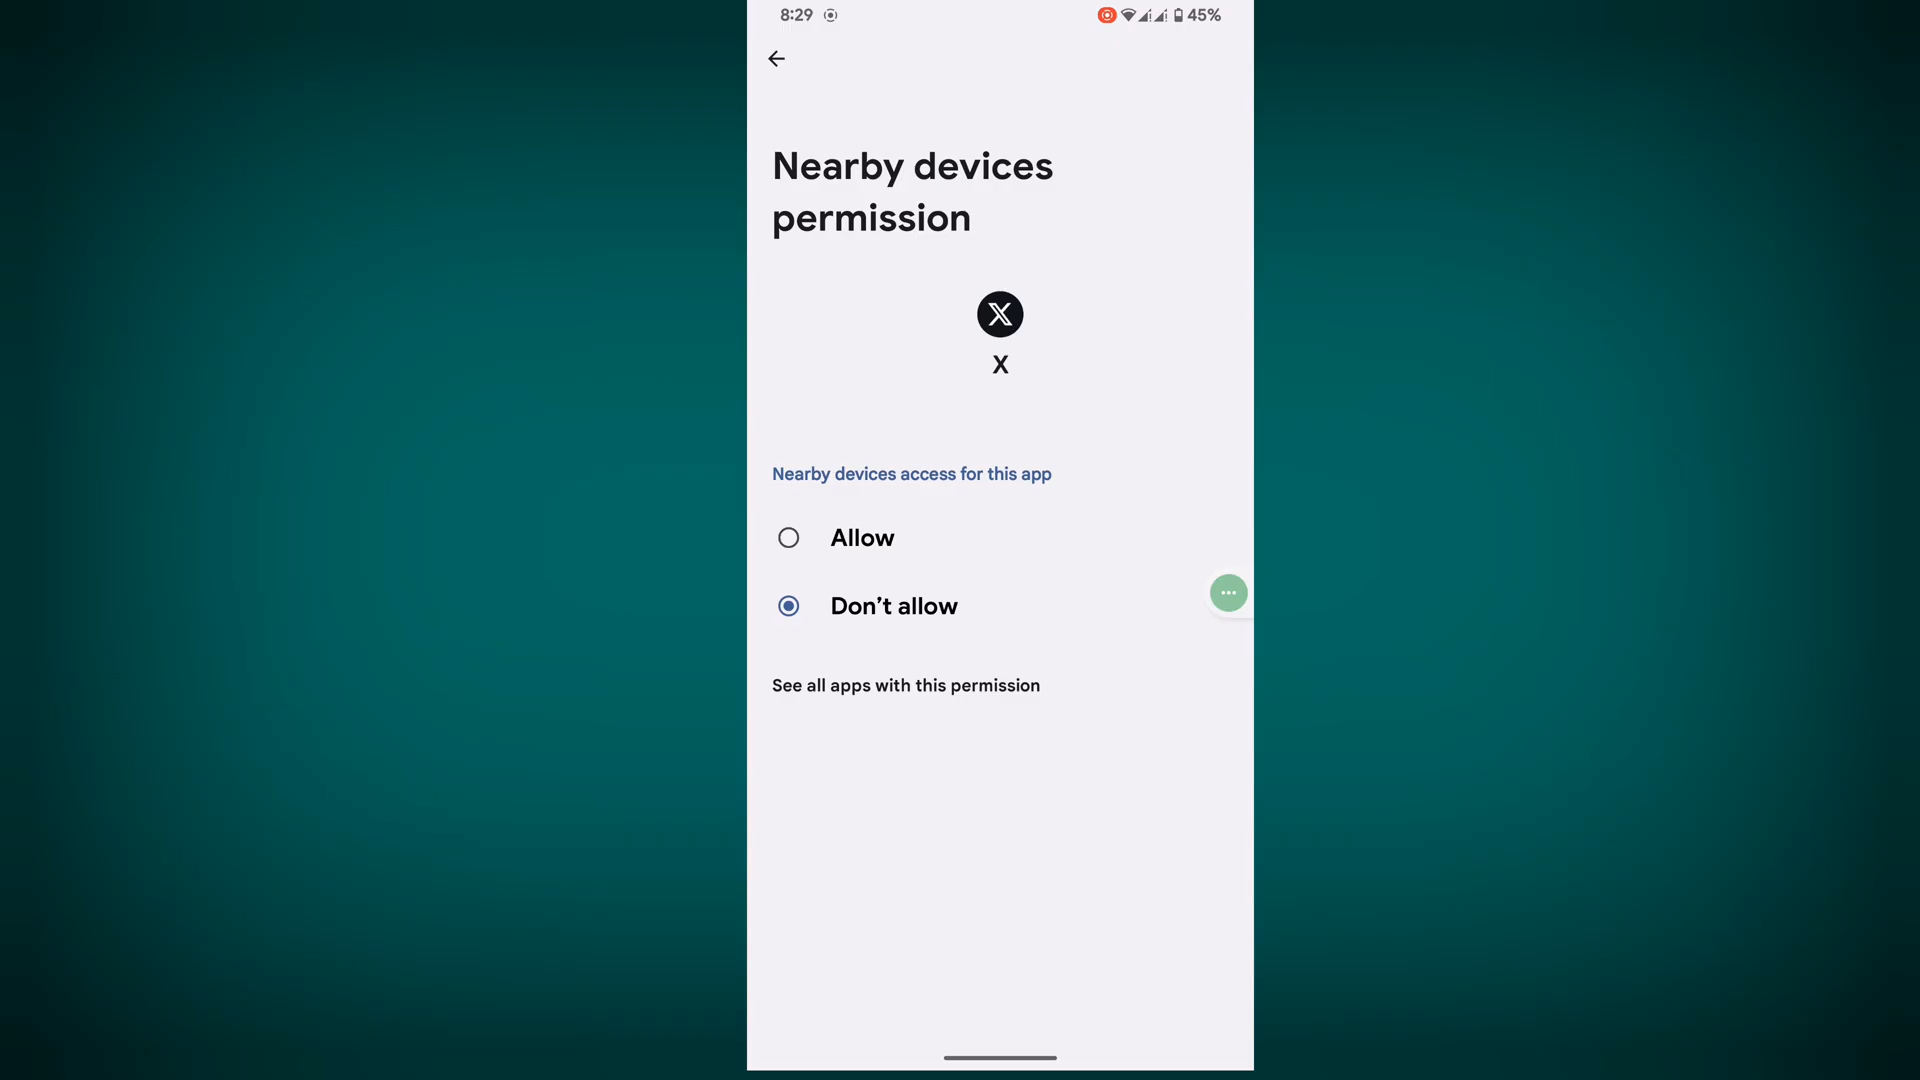 8:29
45%
Nearby devices
permission
X
Nearby devices access for this app
Allow
Don’t allow
See all apps with this permission